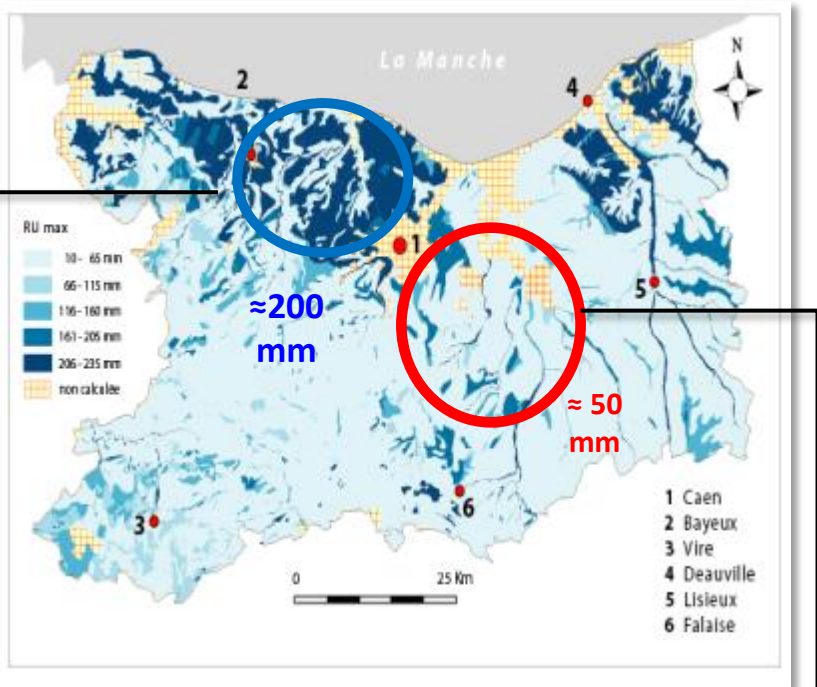 La Manche
N
2
4
1
5
RU max
10 - 65 mm
66 - 115 mm
116 - 160 mm
161 - 205 mm
206 - 235 mm
non calculée
≈200
mm
≈ 50
mm
3
6
0 25 Km
1 Caen
2 Bayeux
3 Vire
4 Deauville
5 Lisieux
6 Falaise